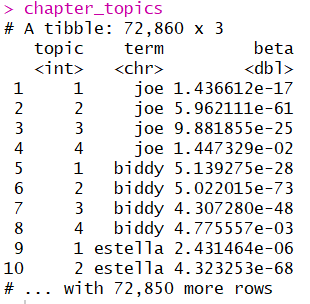 > chapter_topics
# A tibble: 72,860 x 3
topic term beta
<int> <chr> <dbl>
1 1 joe 1.436612e-17
2 2 joe 5.962111e-61
3 3 joe 9.881855e-25
4 4 joe 1.447329e-02
5 1 biddy 5.139275e-28
6 2 biddy 5.022015e-73
7 3 biddy 4.307280e-48
8 4 biddy 4.775557e-03
9 1 estella 2.431464e-06
10 2 estella 4.323253e-68
# ... with 72,850 more rows